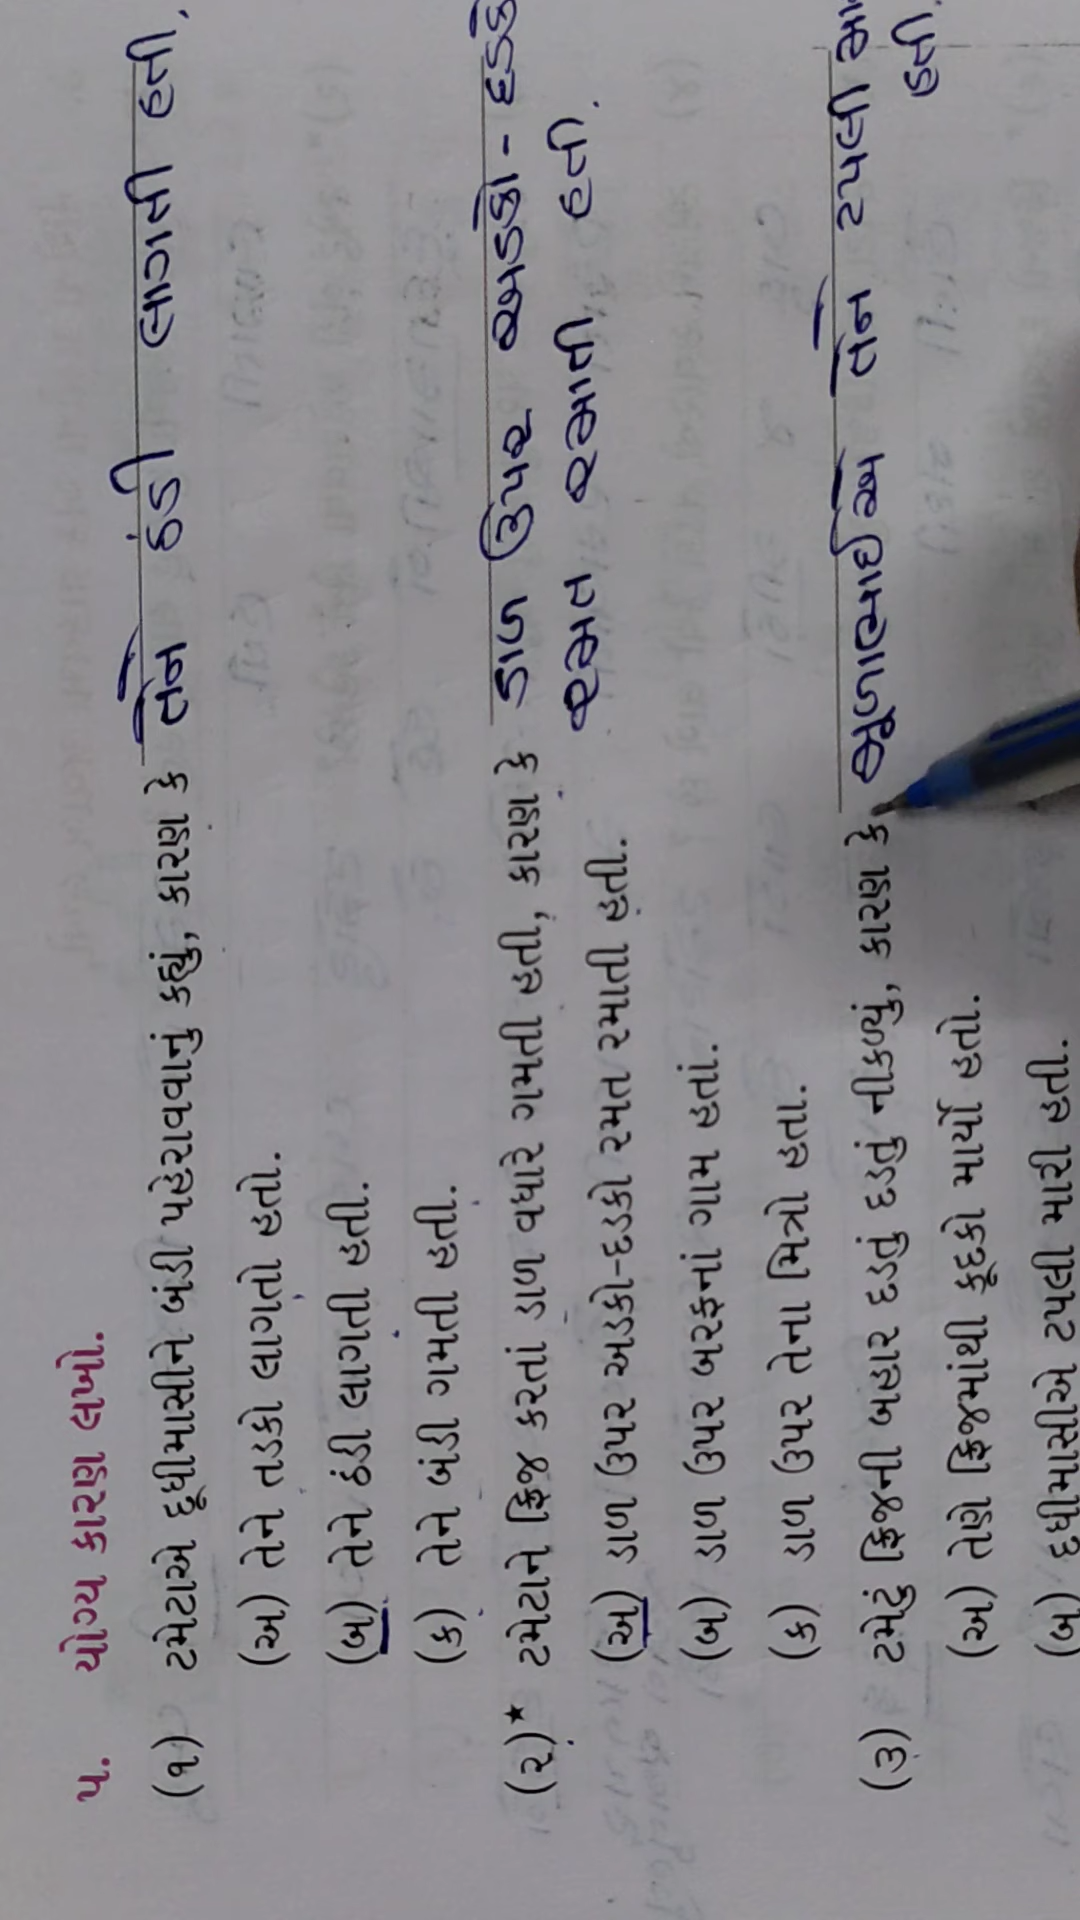 ૫. યોગ્ય કારણ લખો.
(૧) ટમેટાએ દૂધીમાસીને બંડી પહેરાવવાનું કહ્યું, કારણ કે તેને ઠંડી લાગતી હતી.
(અ) તેને તડકો લાગતો હતો.
(બ) તેને ઠંડી લાગતી હતી.
(ક) તેને બંડી ગમતી હતી.
(૨)* ટમેટાને ફ્રિજ કરતાં ડાળ વધારે ગમતી હતી, કારણ કે ડાળ ઉપર અડકો-દડકો
રમત રમાતી હતી.
(અ) ડાળ ઉપર અડકો-દડકો રમત રમાતી હતી.
(બ) ડાળ ઉપર બરફનાં ગામ હતાં.
(ક) ડાળ ઉપર તેના મિત્રો હતા.
(૩) ટમેટું ફ્રિજની બહાર દડતું દડતું નીકળ્યું, કારણ કે મૂળાભાઈએ તેને ટપલી
હતી.
(અ) તેણે ફ્રિજમાંથી કૂદકો માર્યો હતો.
(બ) દૂધીમાસીએ ટપલી મારી હતી.